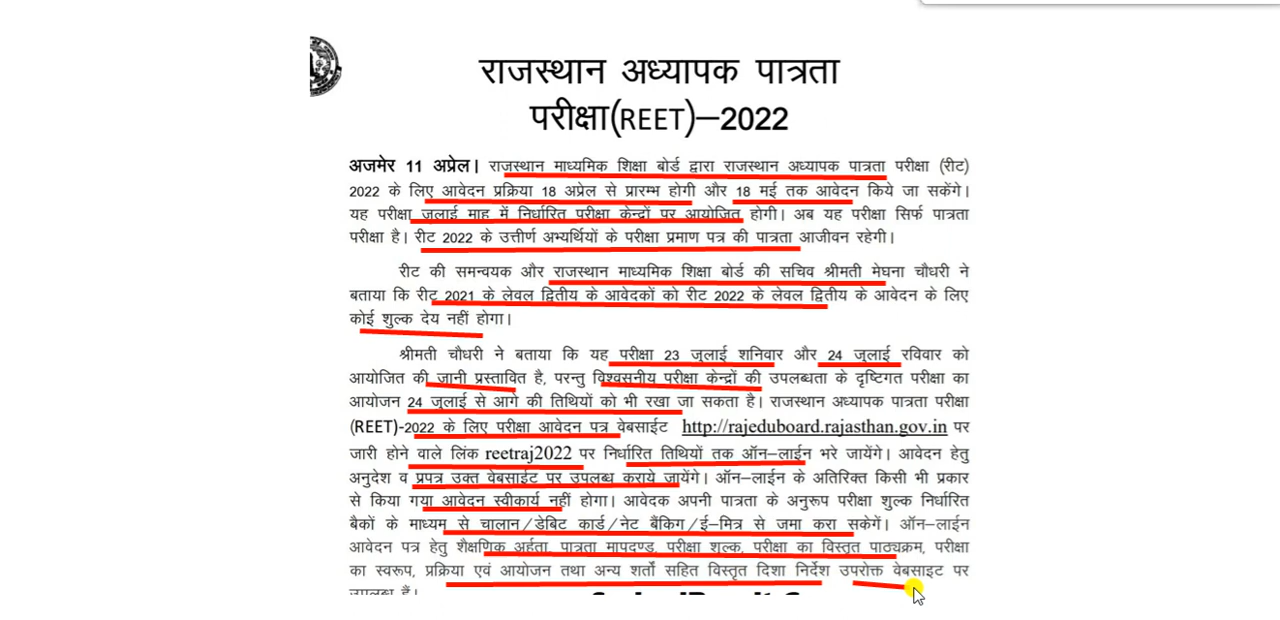 राजस्थान अध्यापक पात्रता
परीक्षा(REET)–2022
अजमेर 11 अप्रेल। राजस्थान माध्यमिक शिक्षा बोर्ड द्वारा राजस्थान अध्यापक पात्रता परीक्षा (रीट)
2022 के लिए आवेदन प्रक्रिया 18 अप्रेल से प्रारम्भ होगी और 18 मई तक आवेदन किये जा सकेंगे।
यह परीक्षा जुलाई माह में निर्धारित परीक्षा केन्द्रों पर आयोजित होगी। अब यह परीक्षा सिर्फ पात्रता
परीक्षा है। रीट 2022 के उत्तीर्ण अभ्यर्थियों के परीक्षा प्रमाण पत्र की पात्रता आजीवन रहेगी।
रीट की समन्वयक और राजस्थान माध्यमिक शिक्षा बोर्ड की सचिव श्रीमती मेघना चौधरी ने
बताया कि रीट 2021 के लेवल द्वितीय के आवेदकों को रीट 2022 के लेवल द्वितीय के आवेदन के लिए
कोई शुल्क देय नहीं होगा।
श्रीमती चौधरी ने बताया कि यह परीक्षा 23 जुलाई शनिवार और 24 जुलाई रविवार को
आयोजित की जानी प्रस्तावित है, परन्तु विश्वसनीय परीक्षा केन्द्रों की उपलब्धता के दृष्टिगत परीक्षा का
आयोजन 24 जुलाई से आगे की तिथियों को भी रखा जा सकता है। राजस्थान अध्यापक पात्रता परीक्षा
(REET)-2022 के लिए परीक्षा आवेदन पत्र वेबसाईट http://rajeduboard.rajasthan.gov.in पर
जारी होने वाले लिंक reetraj2022 पर निर्धारित तिथियों तक ऑन–लाईन भरे जायेंगे। आवेदन हेतु
अनुदेश व प्रपत्र उक्त वेबसाईट पर उपलब्ध कराये जायेंगे। ऑन–लाईन के अतिरिक्त किसी भी प्रकार
से किया गया आवेदन स्वीकार्य नहीं होगा। आवेदक अपनी पात्रता के अनुरूप परीक्षा शुल्क निर्धारित
बैकों के माध्यम से चालान/डेबिट कार्ड/नेट बैंकिग/ई–मित्र से जमा करा सकेगें। ऑन–लाईन
आवेदन पत्र हेतु शैक्षणिक अर्हता, पात्रता मापदण्ड, परीक्षा शुल्क, परीक्षा का विस्तृत पाठ्यक्रम, परीक्षा
का स्वरूप, प्रक्रिया एवं आयोजन तथा अन्य शर्तों सहित विस्तृत दिशा निर्देश उपरोक्त वेबसाइट पर
उपलब्ध हैं।